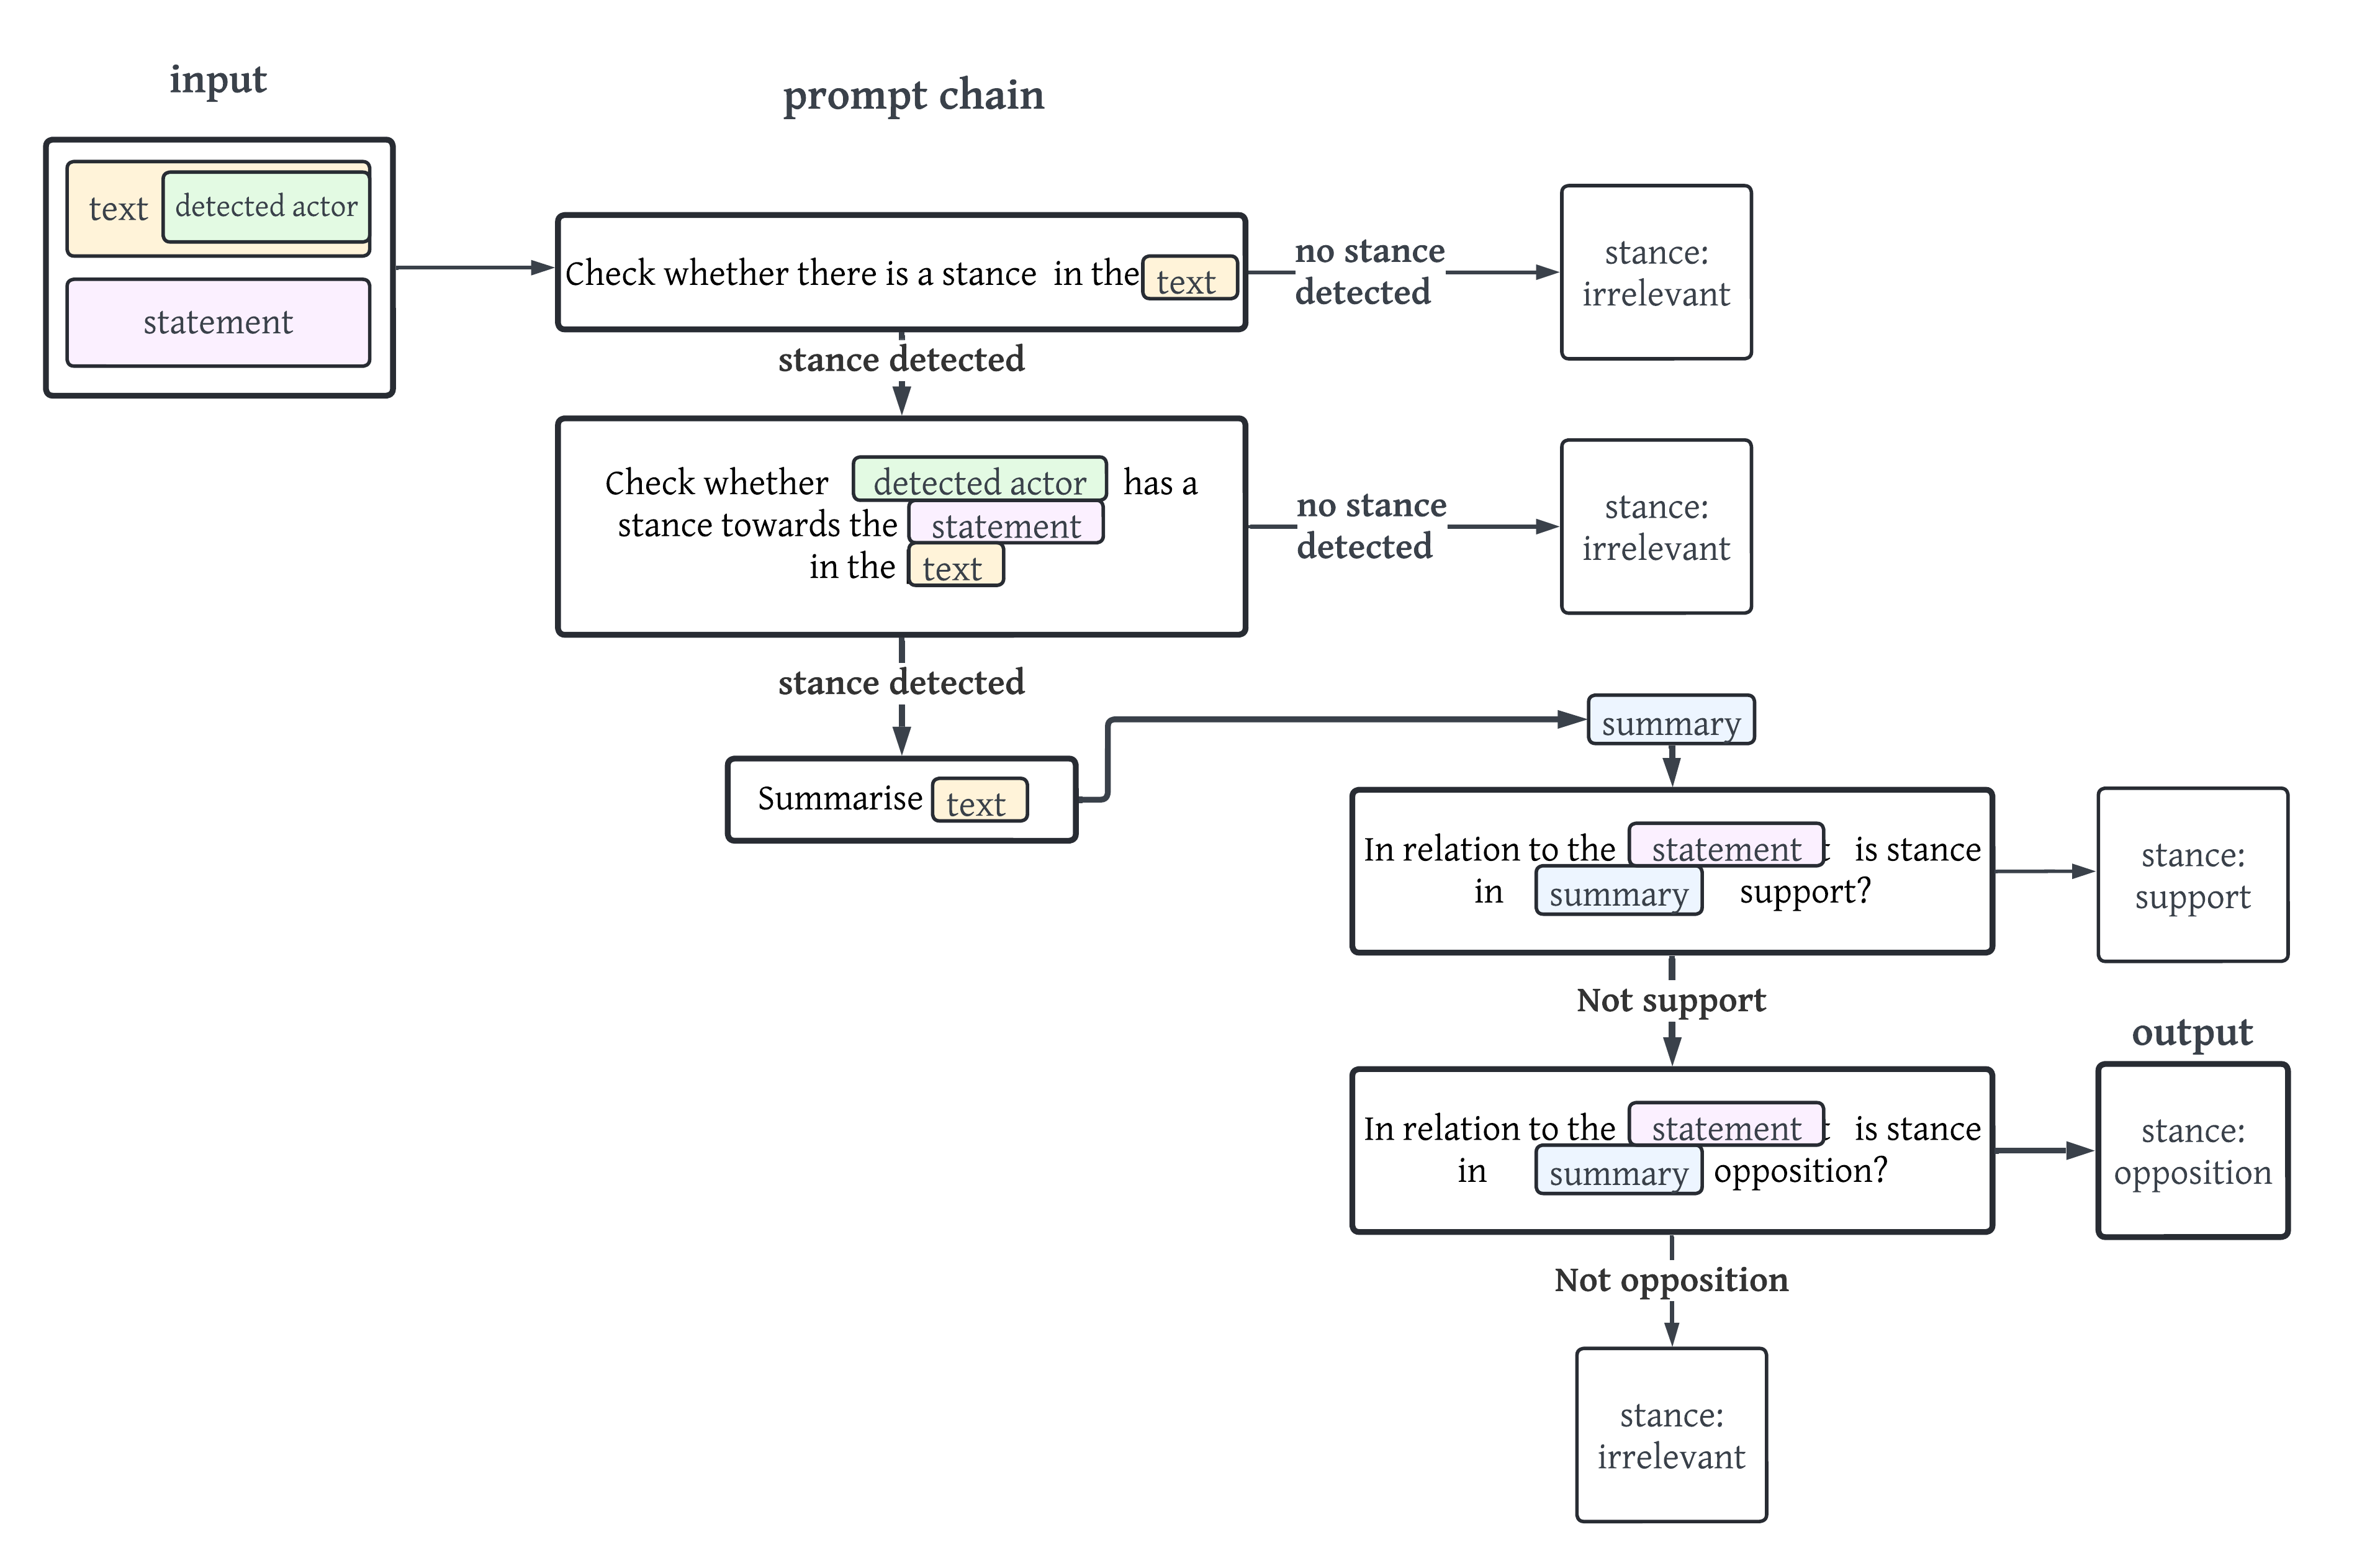 input
prompt chain
text
detected actor
statement
Check whether there is a stance in the text
no stance
detected
stance:
irrelevant
stance detected
Check whether detected actor has a
stance towards the statement
in the text
no stance
detected
stance:
irrelevant
stance detected
Summarise text
summary
In relation to the statement is stance
in summary support?
stance:
support
Not support
output
In relation to the statement is stance
in summary opposition?
stance:
opposition
Not opposition
stance:
irrelevant